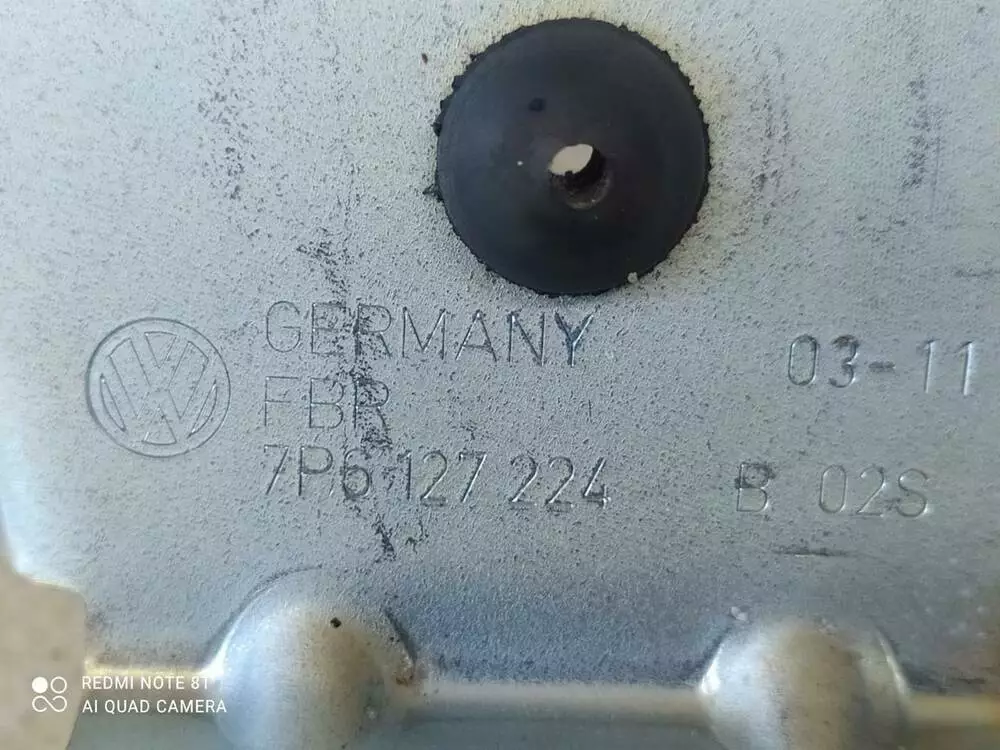 GERMANY
03-11
FBR
7P6 127 224 B 02S
REDMI NOTE 8T
AI QUAD CAMERA